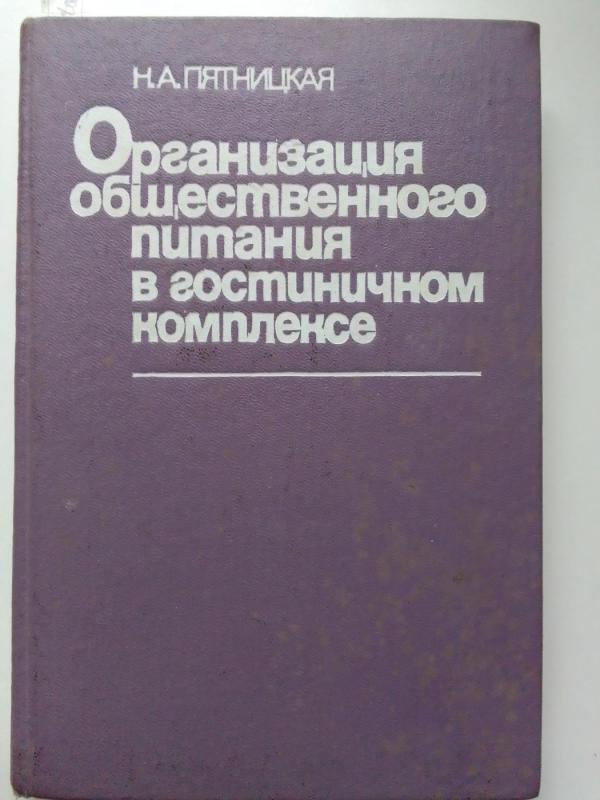 Н.А.ПЯТНИЦКАЯ
Организация
общественного
питания
в гостиничном
комплексе